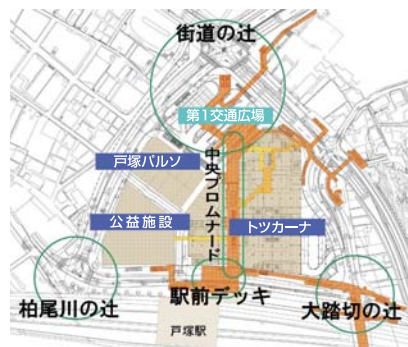 街道の辻
第1交通広場
戸塚パルソ
中央プロムナード
公益施設
トツカーナ
柏尾川の辻
駅前デッキ
大踏切の辻
戸塚駅